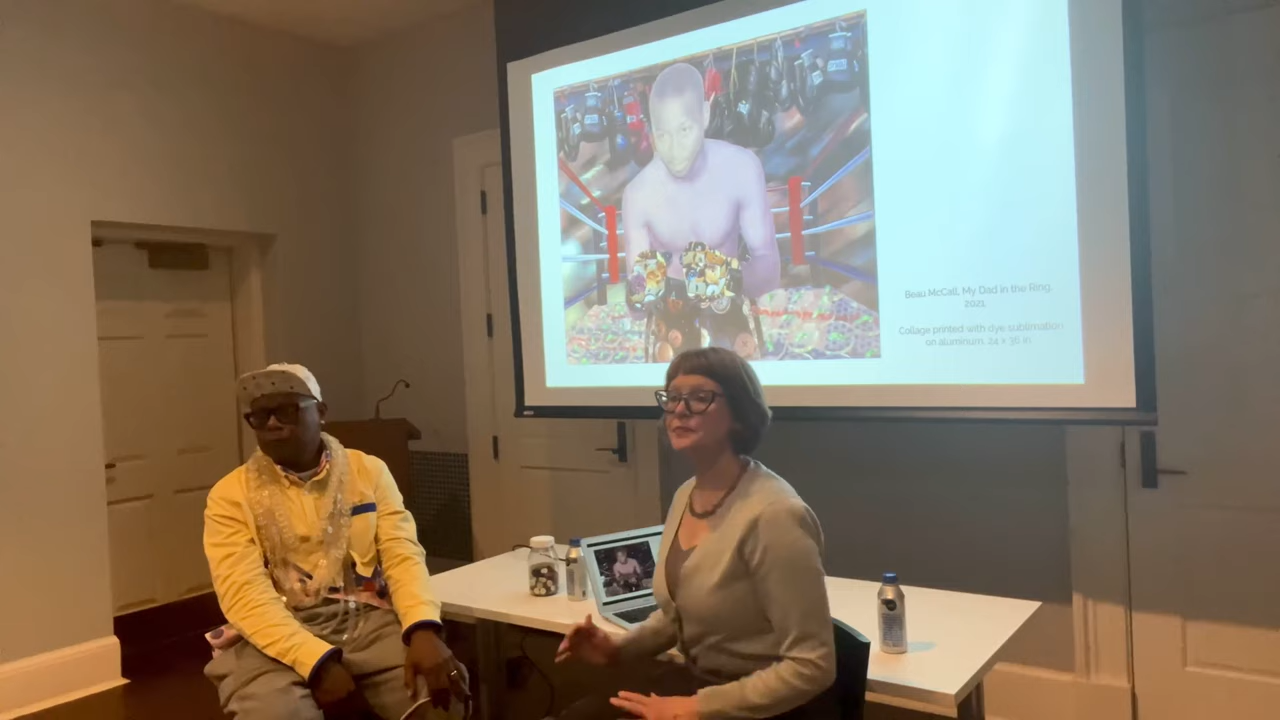 Beau McCall, My Dad in the Ring,
2021
Collage printed with dye sublimation
on aluminum, 24 x 36 in